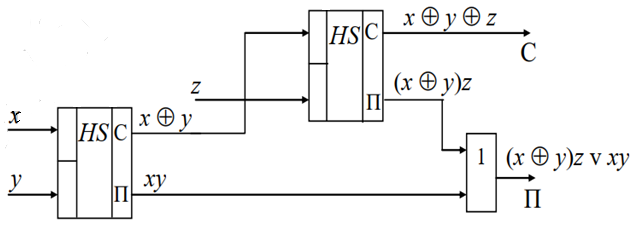 x ⊕ y ⊕ z
HS C
C
z
(x ⊕ y)z
П
x
x ⊕ y
HS C
1
(x ⊕ y)z v xy
y
xy
П
П